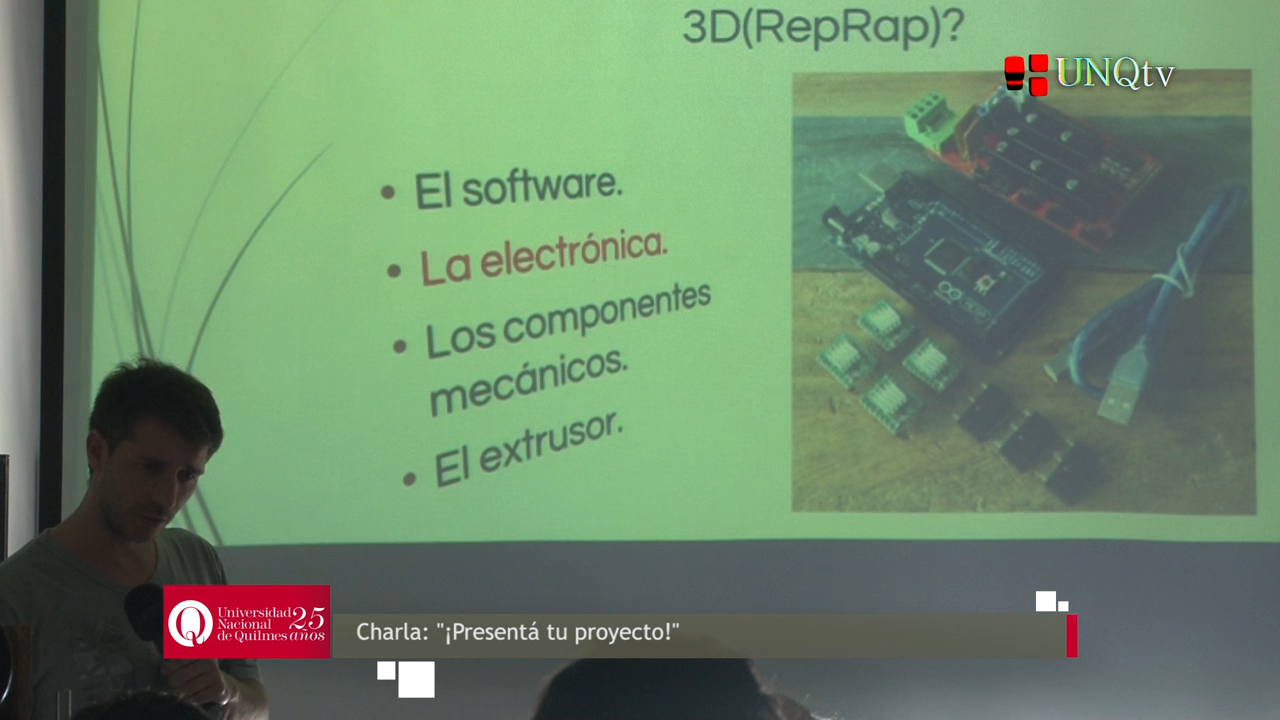 3D(RepRap)?
UNQtv
• El software.
• La electrónica.
• Los componentes
mecánicos.
• El extrusor.
Universidad
Nacional
de Quilmes
25
años
Charla: "¡Presentá tu proyecto!"